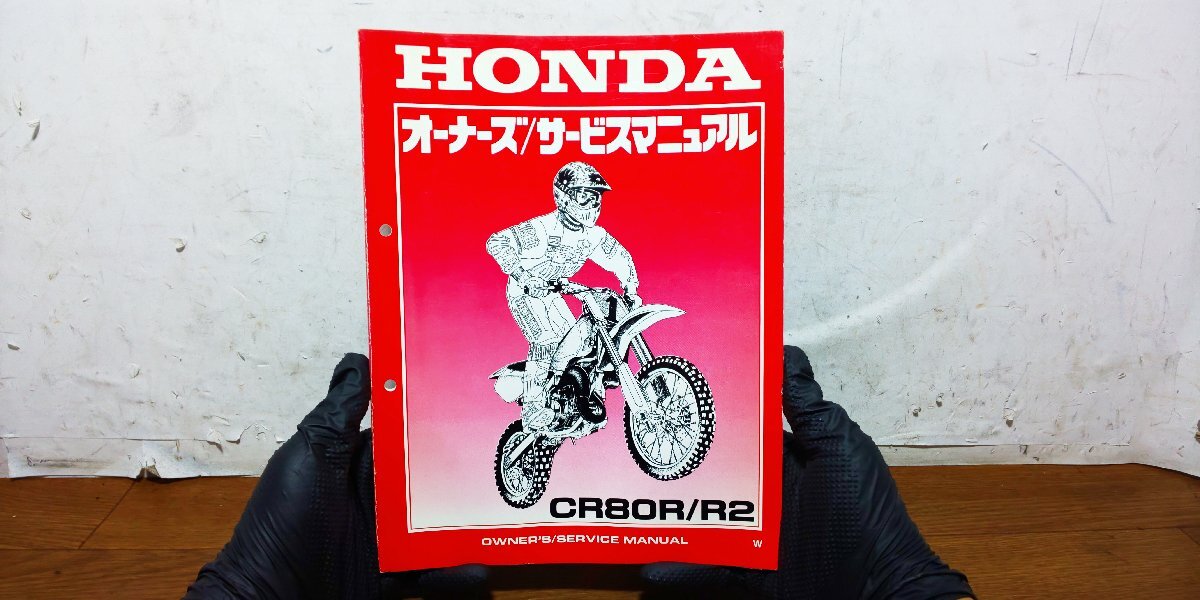 HONDA
オーナーズ/サービスマニュアル
1
CR80R/R2
OWNER'S/SERVICE MANUAL
W